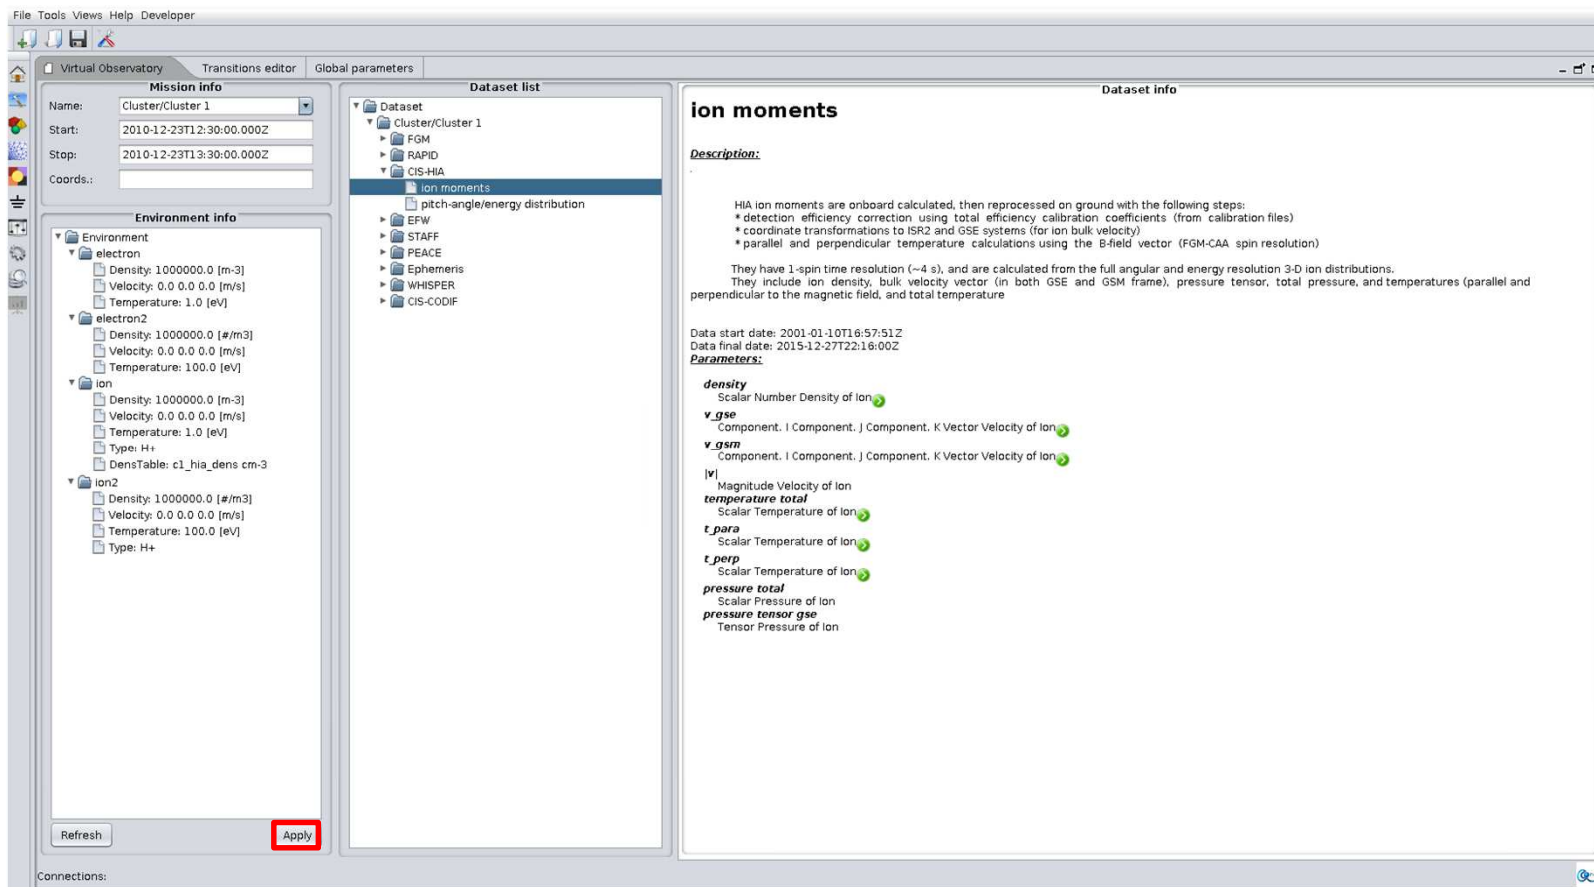 File Tools Views Help Developer
Virtual Observatory Transitions editor Global parameters
Mission info
Name: Cluster/Cluster 1
Start: 2010-12-23T12:30:00.000Z
Stop: 2010-12-23T13:30:00.000Z
Coords.:
Environment info
Environment
electron
Density: 1000000.0 [m-3]
Velocity: 0.0 0.0 0.0 [m/s]
Temperature: 1.0 [eV]
electron2
Density: 1000000.0 [#/m3]
Velocity: 0.0 0.0 0.0 [m/s]
Temperature: 100.0 [eV]
ion
Density: 1000000.0 [m-3]
Velocity: 0.0 0.0 0.0 [m/s]
Temperature: 1.0 [eV]
Type: H+
DensTable: c1_hia_dens cm-3
ion2
Density: 1000000.0 [#/m3]
Velocity: 0.0 0.0 0.0 [m/s]
Temperature: 100.0 [eV]
Type: H+
Refresh Apply
Dataset list
Dataset
Cluster/Cluster 1
FGM
RAPID
CIS-HIA
ion moments
pitch-angle/energy distribution
EFW
STAFF
PEACE
Ephemeris
WHISPER
CIS-CODIF
Dataset info
ion moments
Description:
.
HIA ion moments are onboard calculated, then reprocessed on ground with the following steps:
* detection efficiency correction using total efficiency calibration coefficients (from calibration files)
* coordinate transformations to ISR2 and GSE systems (for ion bulk velocity)
* parallel and perpendicular temperature calculations using the B-field vector (FGM-CAA spin resolution)
They have 1-spin time resolution (~4 s), and are calculated from the full angular and energy resolution 3-D ion distributions.
They include ion density, bulk velocity vector (in both GSE and GSM frame), pressure tensor, total pressure, and temperatures (parallel and
perpendicular to the magnetic field, and total temperature
Data start date: 2001-01-10T16:57:51Z
Data final date: 2015-12-27T22:16:00Z
Parameters:
density
Scalar Number Density of Ion
v_gse
Component. I Component. J Component. K Vector Velocity of Ion
v_gsm
Component. I Component. J Component. K Vector Velocity of Ion
|v|
Magnitude Velocity of Ion
temperature total
Scalar Temperature of Ion
t_para
Scalar Temperature of Ion
t_perp
Scalar Temperature of Ion
pressure total
Scalar Pressure of Ion
pressure tensor gse
Tensor Pressure of Ion
Connections: